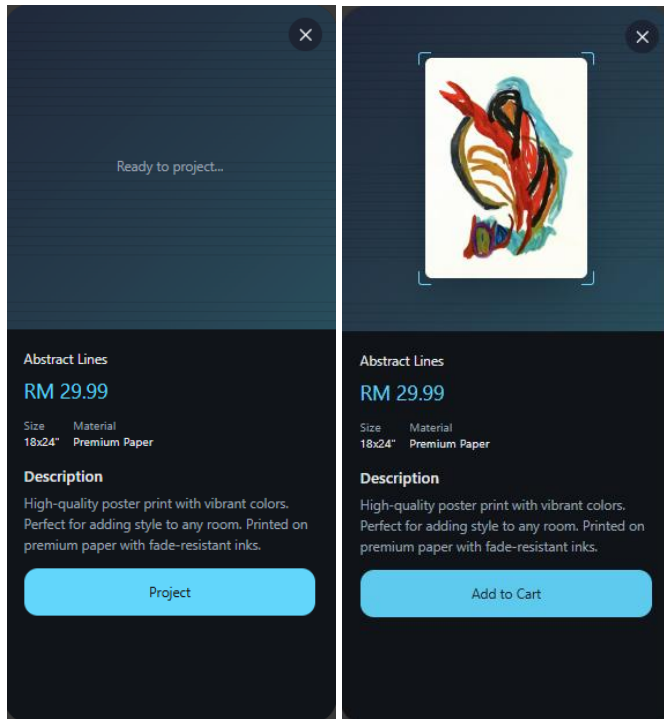 Ready to project...
Abstract Lines
RM 29.99
Size Material
18x24" Premium Paper
Description
High-quality poster print with vibrant colors.
Perfect for adding style to any room. Printed on
premium paper with fade-resistant inks.
Project
Abstract Lines
RM 29.99
Size Material
18x24" Premium Paper
Description
High-quality poster print with vibrant colors.
Perfect for adding style to any room. Printed on
premium paper with fade-resistant inks.
Add to Cart